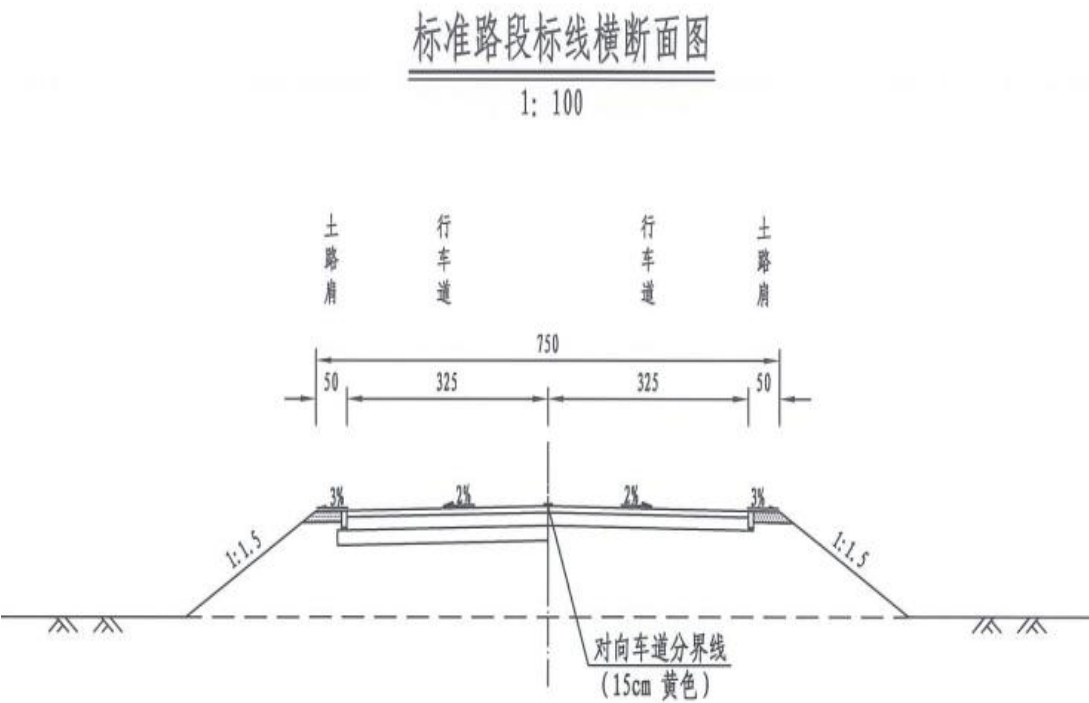 标准路段标线横断面图
1: 100
土路肩
行车道
行车道
土路肩
750
50
325
325
50
3%
2%
2%
3%
1:1.5
1:1.5
对向车道分界线
(15cm 黄色)